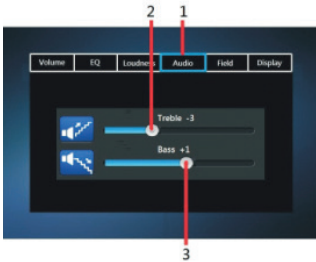 2 1
Volume EQ Loudness Audio Field Display
Treble -3
Bass +1
3